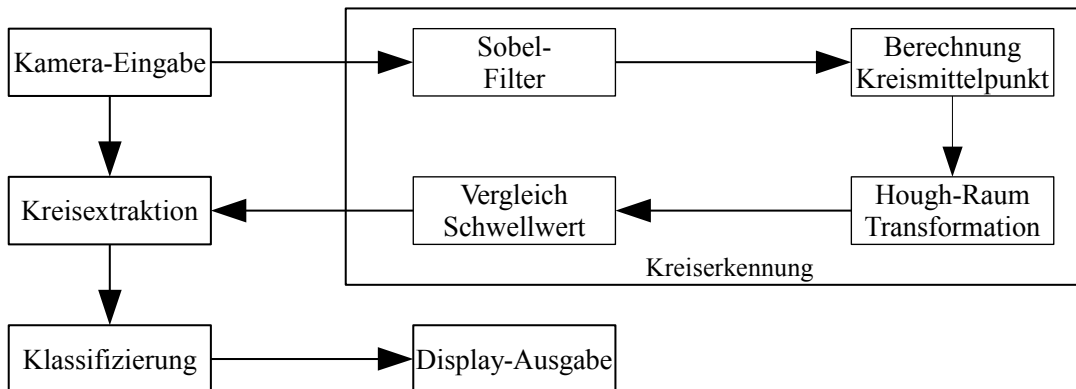 Kamera-Eingabe
Sobel-
Filter
Berechnung
Kreismittelpunkt
Kreisextraktion
Vergleich
Schwellwert
Hough-Raum
Transformation
Kreiserkennung
Klassifizierung
Display-Ausgabe